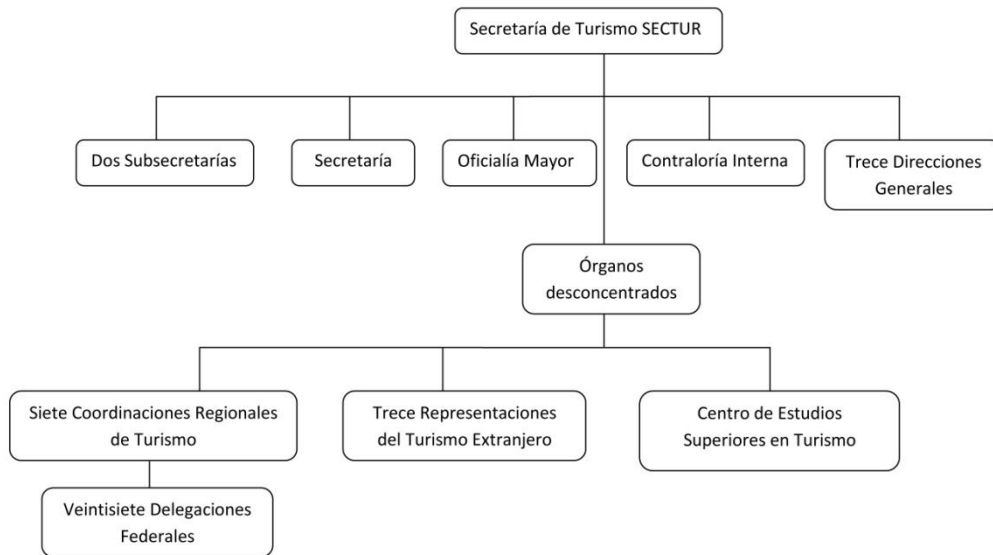 Secretaría de Turismo SECTUR
Dos Subsecretarías
Secretaría
Oficialía Mayor
Contraloría Interna
Trece Direcciones
Generales
Órganos
desconcentrados
Siete Coordinaciones Regionales
de Turismo
Trece Representaciones
del Turismo Extranjero
Centro de Estudios
Superiores en Turismo
Veintisiete Delegaciones
Federales